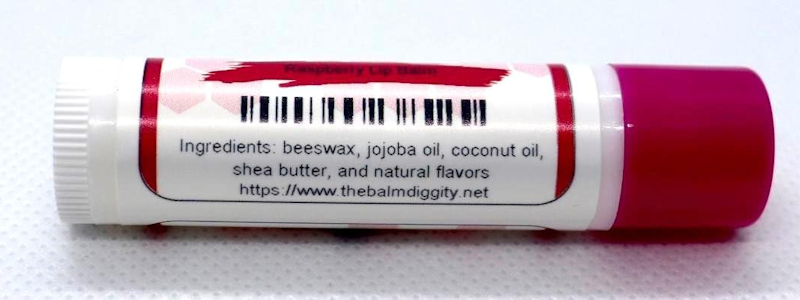 Raspberry Lip Balm
Ingredients: beeswax, jojoba oil, coconut oil,
shea butter, and natural flavors
https://www.thebalmdiggity.net